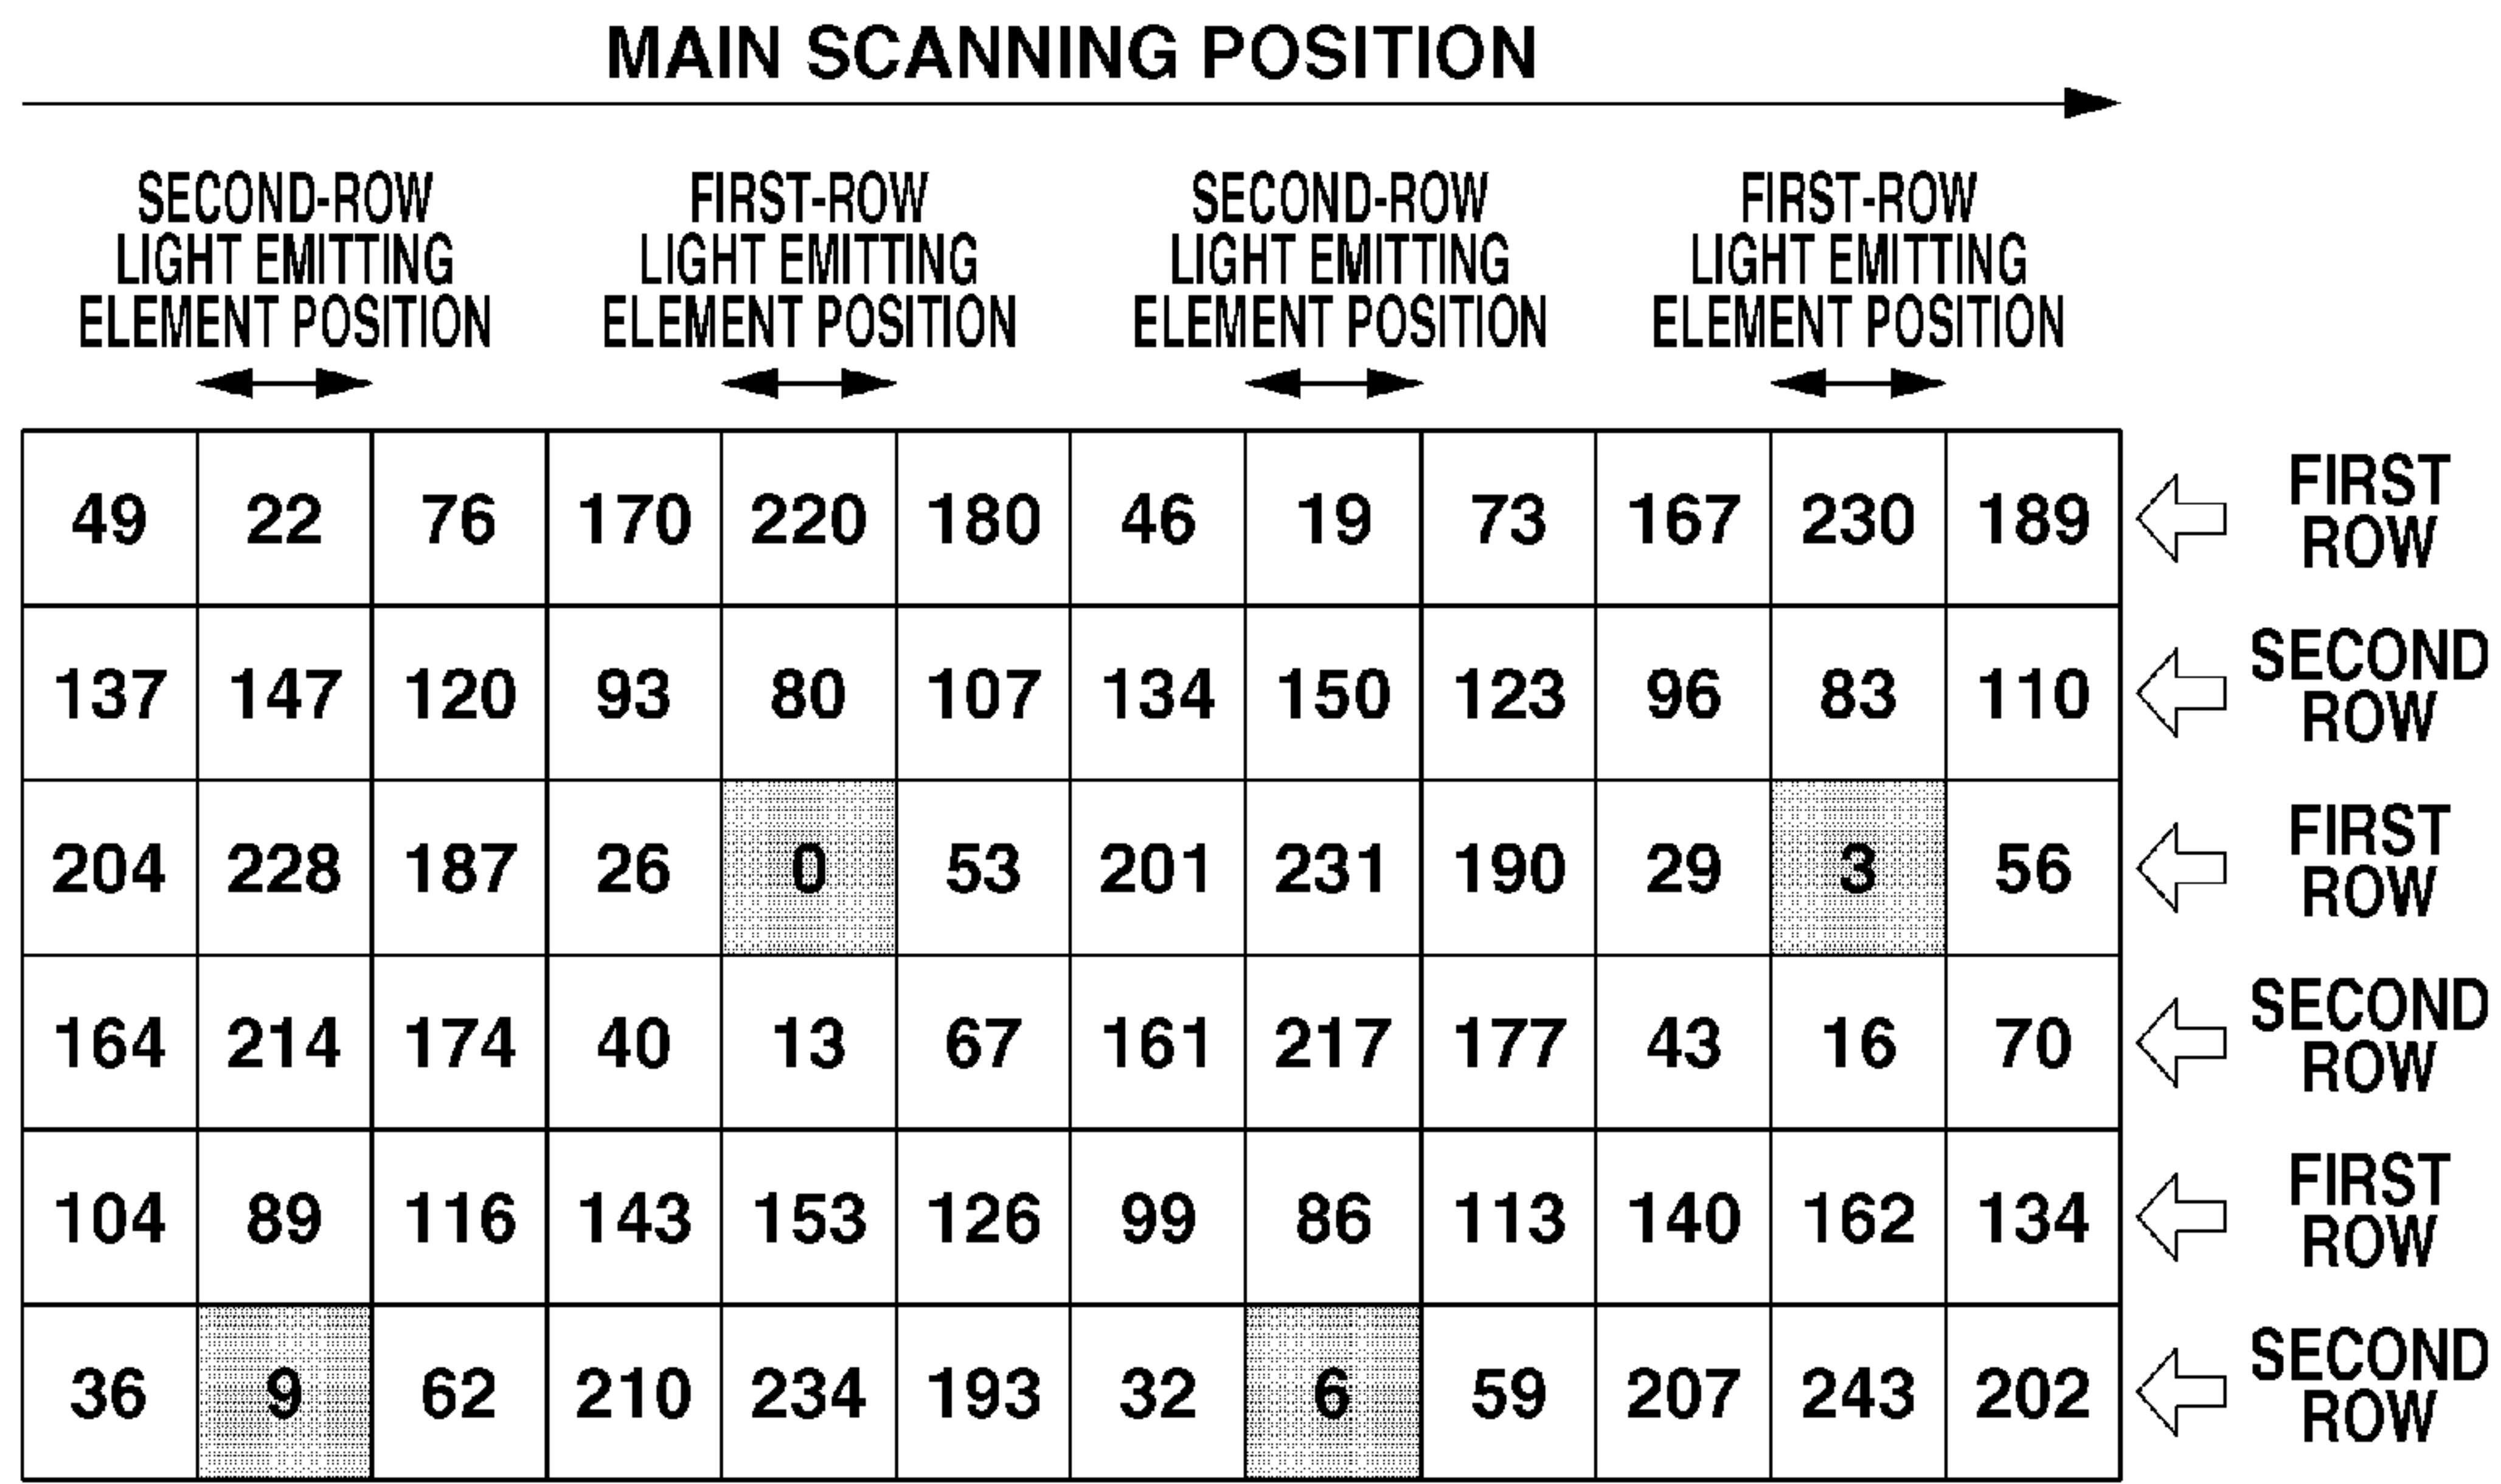 MAIN SCANNING POSITION
SECOND-ROW
LIGHT EMITTING
ELEMENT POSITION
FIRST-ROW
LIGHT EMITTING
ELEMENT POSITION
SECOND-ROW
LIGHT EMITTING
ELEMENT POSITION
FIRST-ROW
LIGHT EMITTING
ELEMENT POSITION
49 22 76 170 220 180 46 19 73 167 230 189
FIRST
ROW
137 147 120 93 80 107 134 150 123 96 83 110
SECOND
ROW
204 228 187 26 0 53 201 231 190 29 3 56
FIRST
ROW
164 214 174 40 13 67 161 217 177 43 16 70
SECOND
ROW
104 89 116 143 153 126 99 86 113 140 162 134
FIRST
ROW
36 9 62 210 234 193 32 6 59 207 243 202
SECOND
ROW